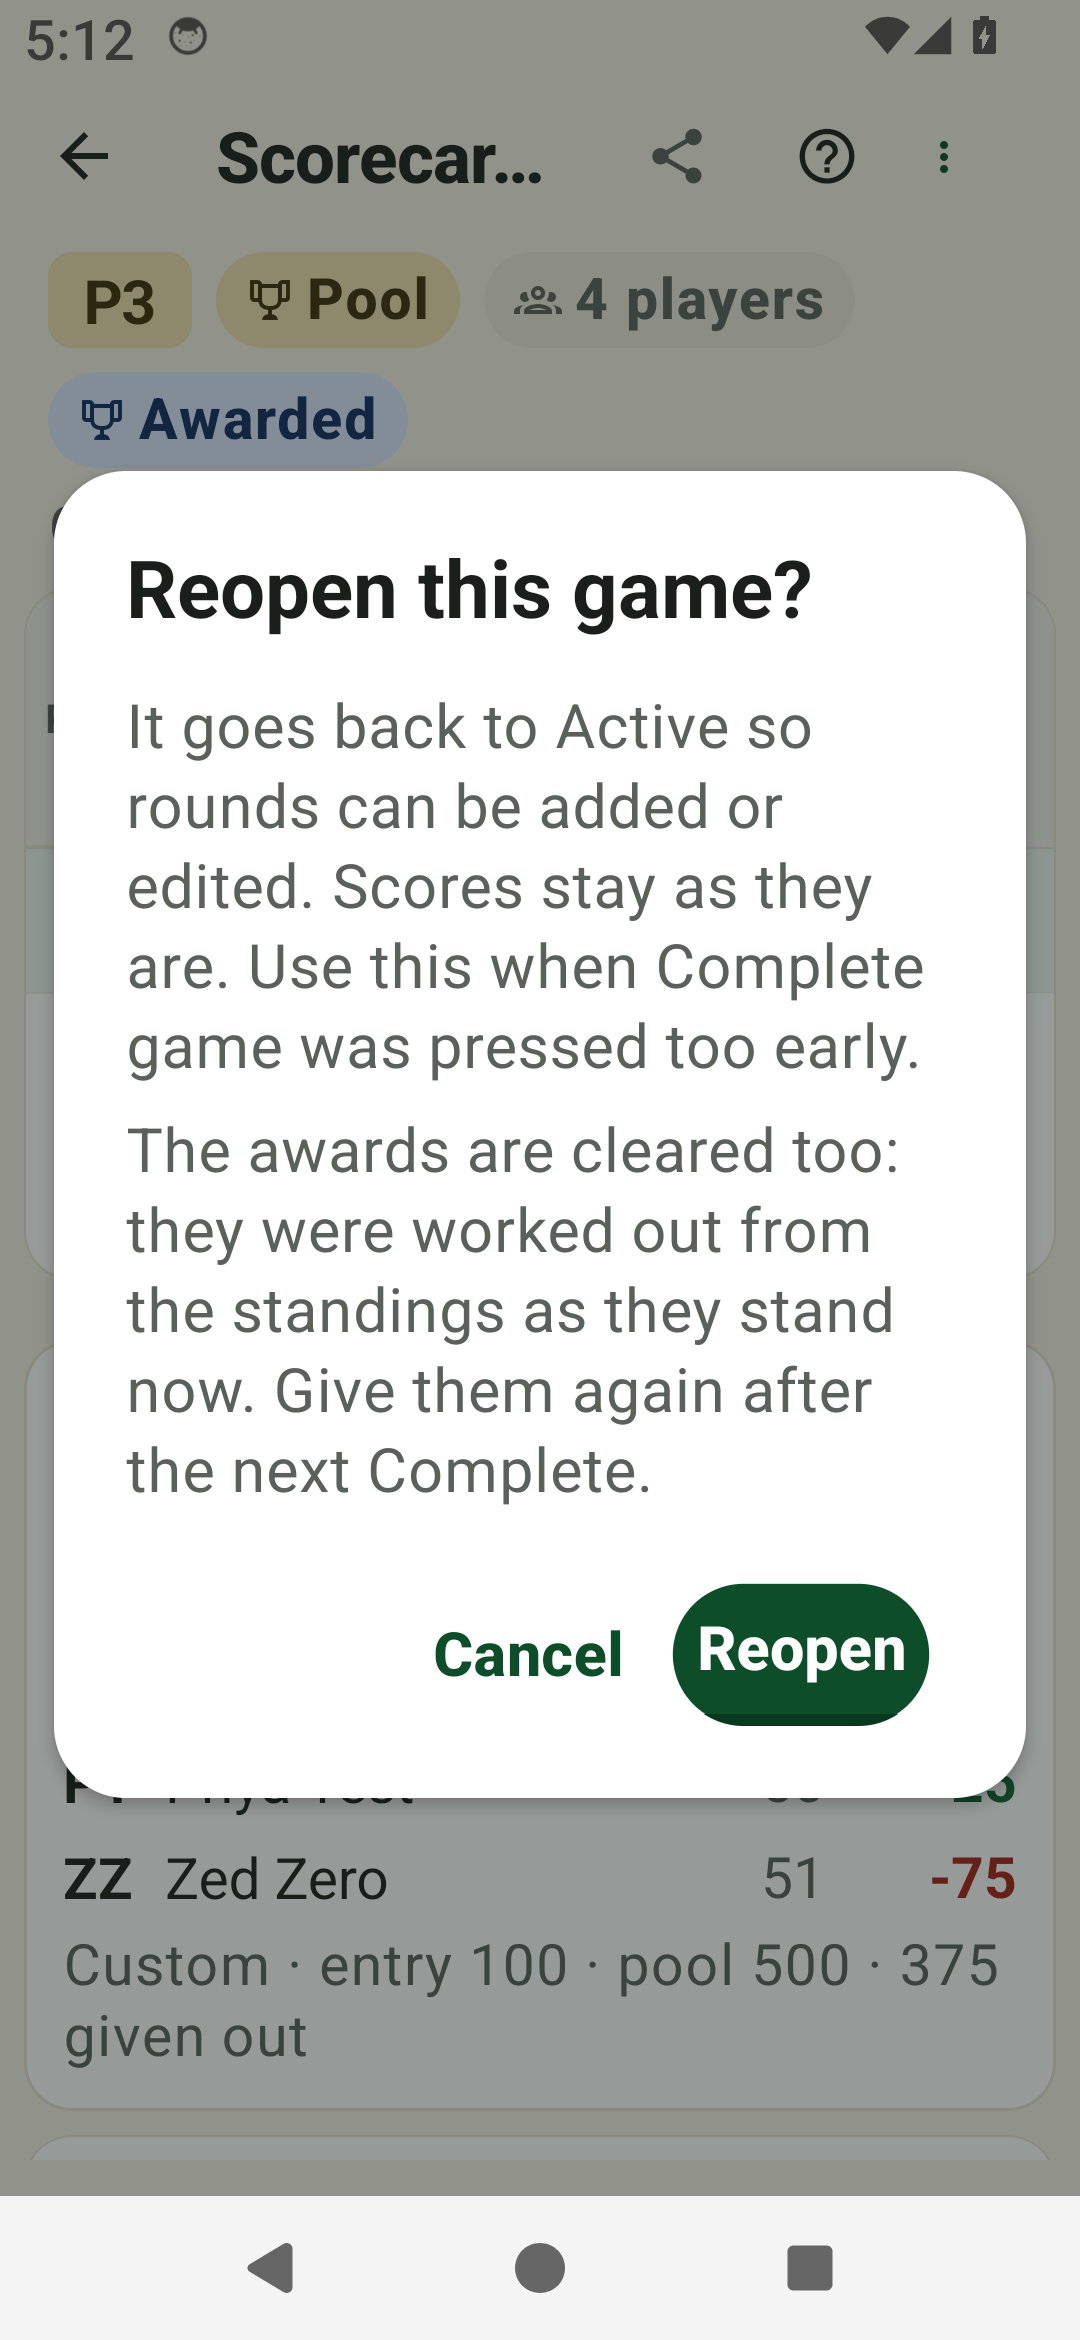 5:12
Scorecar...
P3
Pool
4 players
Awarded
Reopen this game?
It goes back to Active so
rounds can be added or
edited. Scores stay as they
are. Use this when Complete
game was pressed too early.
The awards are cleared too:
they were worked out from
the standings as they stand
now. Give them again after
the next Complete.
Cancel
Reopen
ZZ Zed Zero 51 -75
Custom · entry 100 · pool 500 · 375
given out